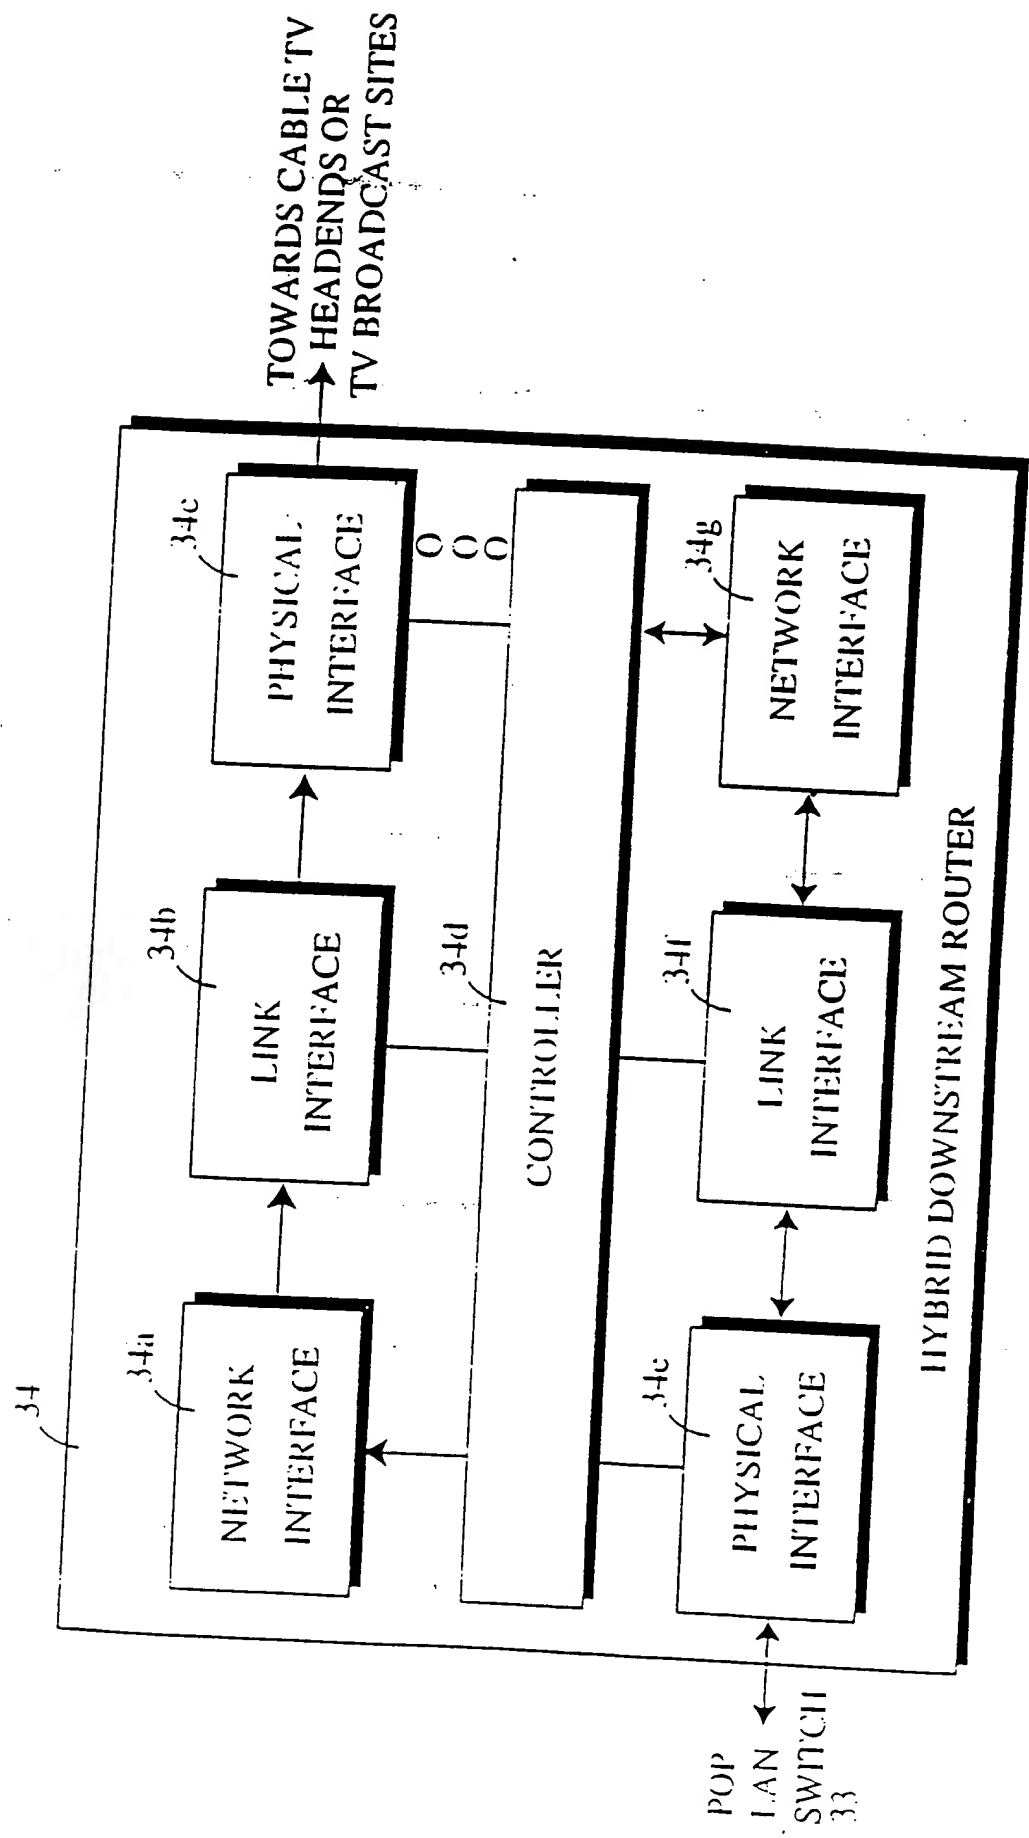 34
34a
NETWORK
INTERFACE
34b
LINK
INTERFACE
34c
PHYSICAL
INTERFACE
TOWARDS CABLE TV
HEADENDS OR
TV BROADCAST SITES
O O O
34d
CONTROLLER
34e
PHYSICAL
INTERFACE
34f
LINK
INTERFACE
34g
NETWORK
INTERFACE
POP
LAN
SWITCH
33
HYBRID DOWNSTREAM ROUTER